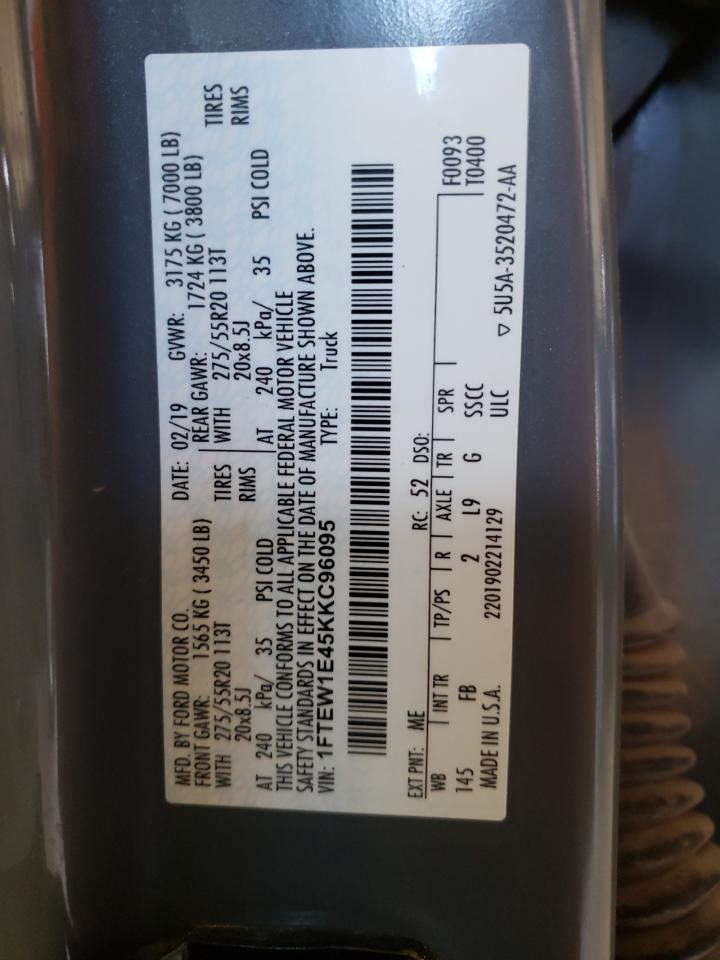 MFD. BY FORD MOTOR CO.
DATE: 02/19 GVWR: 3175 KG ( 7000 LB)
FRONT GAWR: 1565 KG ( 3450 LB)
REAR GAWR: 1724 KG ( 3800 LB)
WITH 275/55R20 113T TIRES
WITH 275/55R20 113T TIRES
20x8.5J RIMS
20x8.5J RIMS
AT 240 kPa/ 35 PSI COLD
AT 240 kPa/ 35 PSI COLD
THIS VEHICLE CONFORMS TO ALL APPLICABLE FEDERAL MOTOR VEHICLE
SAFETY STANDARDS IN EFFECT ON THE DATE OF MANUFACTURE SHOWN ABOVE.
VIN: 1FTEW1E45KKC96095 TYPE: Truck
EXT PNT: ME RC: 52 DSO:
WB INT TR TP/PS R AXLE TR SPR F0093
145 FB 2 L9 G SSCC T0400
MADE IN U.S.A. 2201902214129 ULC
▽ 5U5A-3520472-AA